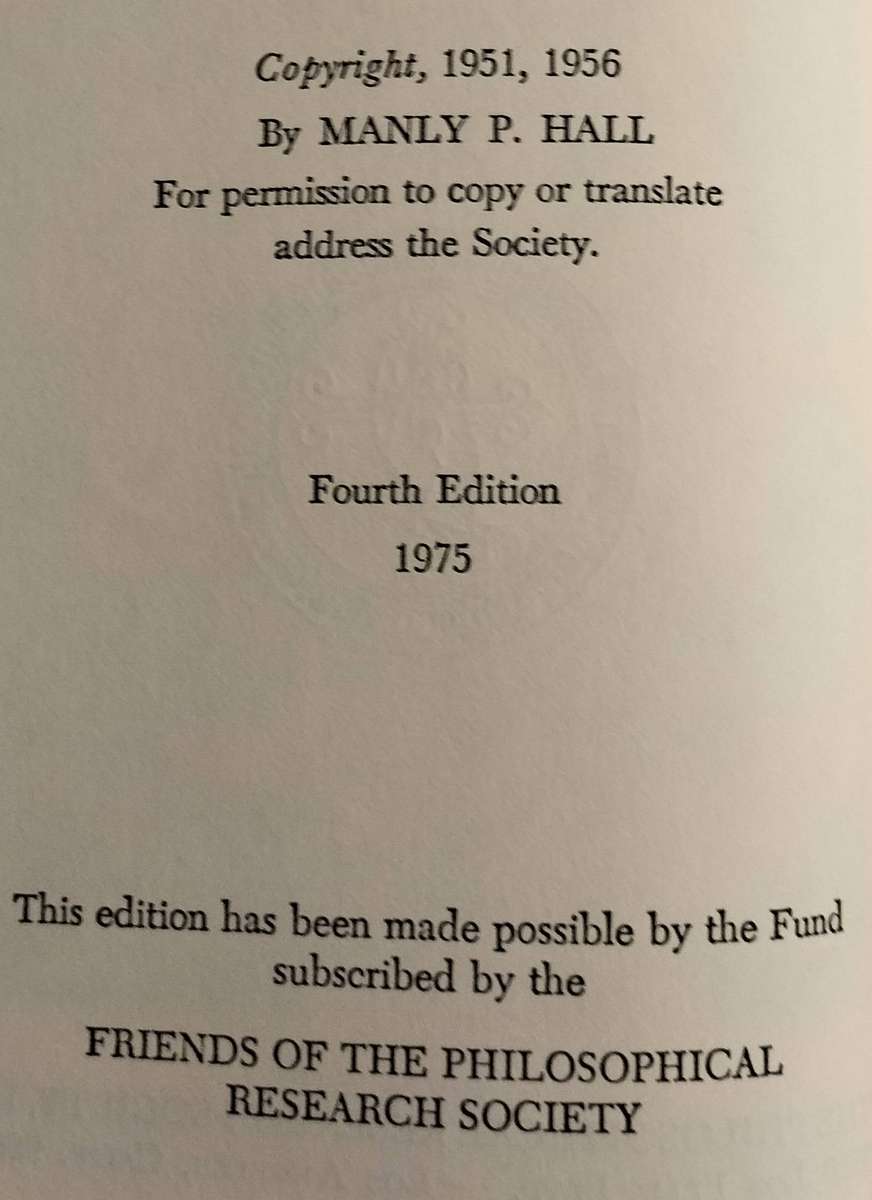 Copyright, 1951, 1956
By MANLY P. HALL
For permission to copy or translate
address the Society.
Fourth Edition
1975
This edition has been made possible by the Fund
subscribed by the
FRIENDS OF THE PHILOSOPHICAL
RESEARCH SOCIETY